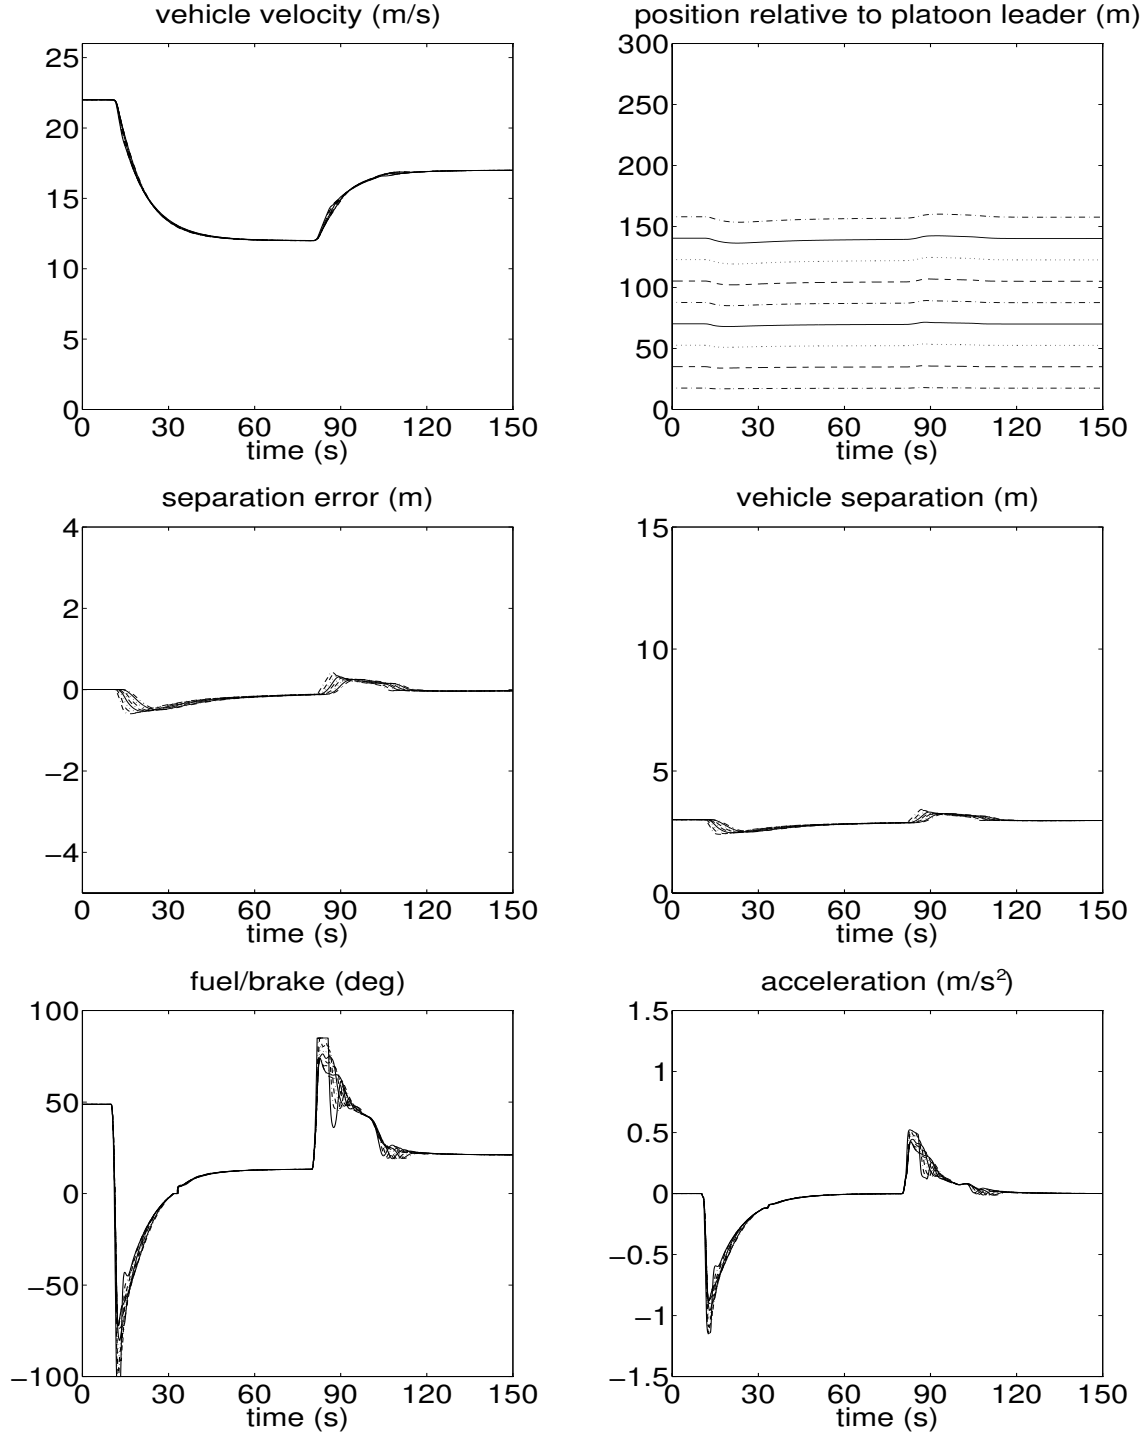 vehicle velocity (m/s)
25
20
15
10
5
0
0 30 60 90 120 150
time (s)
position relative to platoon leader (m)
300
250
200
150
100
50
0
0 30 60 90 120 150
time (s)
separation error (m)
4
2
0
−2
−4
0 30 60 90 120 150
time (s)
vehicle separation (m)
15
10
5
0
0 30 60 90 120 150
time (s)
fuel/brake (deg)
100
50
0
−50
−100
0 30 60 90 120 150
time (s)
acceleration (m/s²)
1.5
1
0.5
0
−0.5
−1
−1.5
0 30 60 90 120 150
time (s)